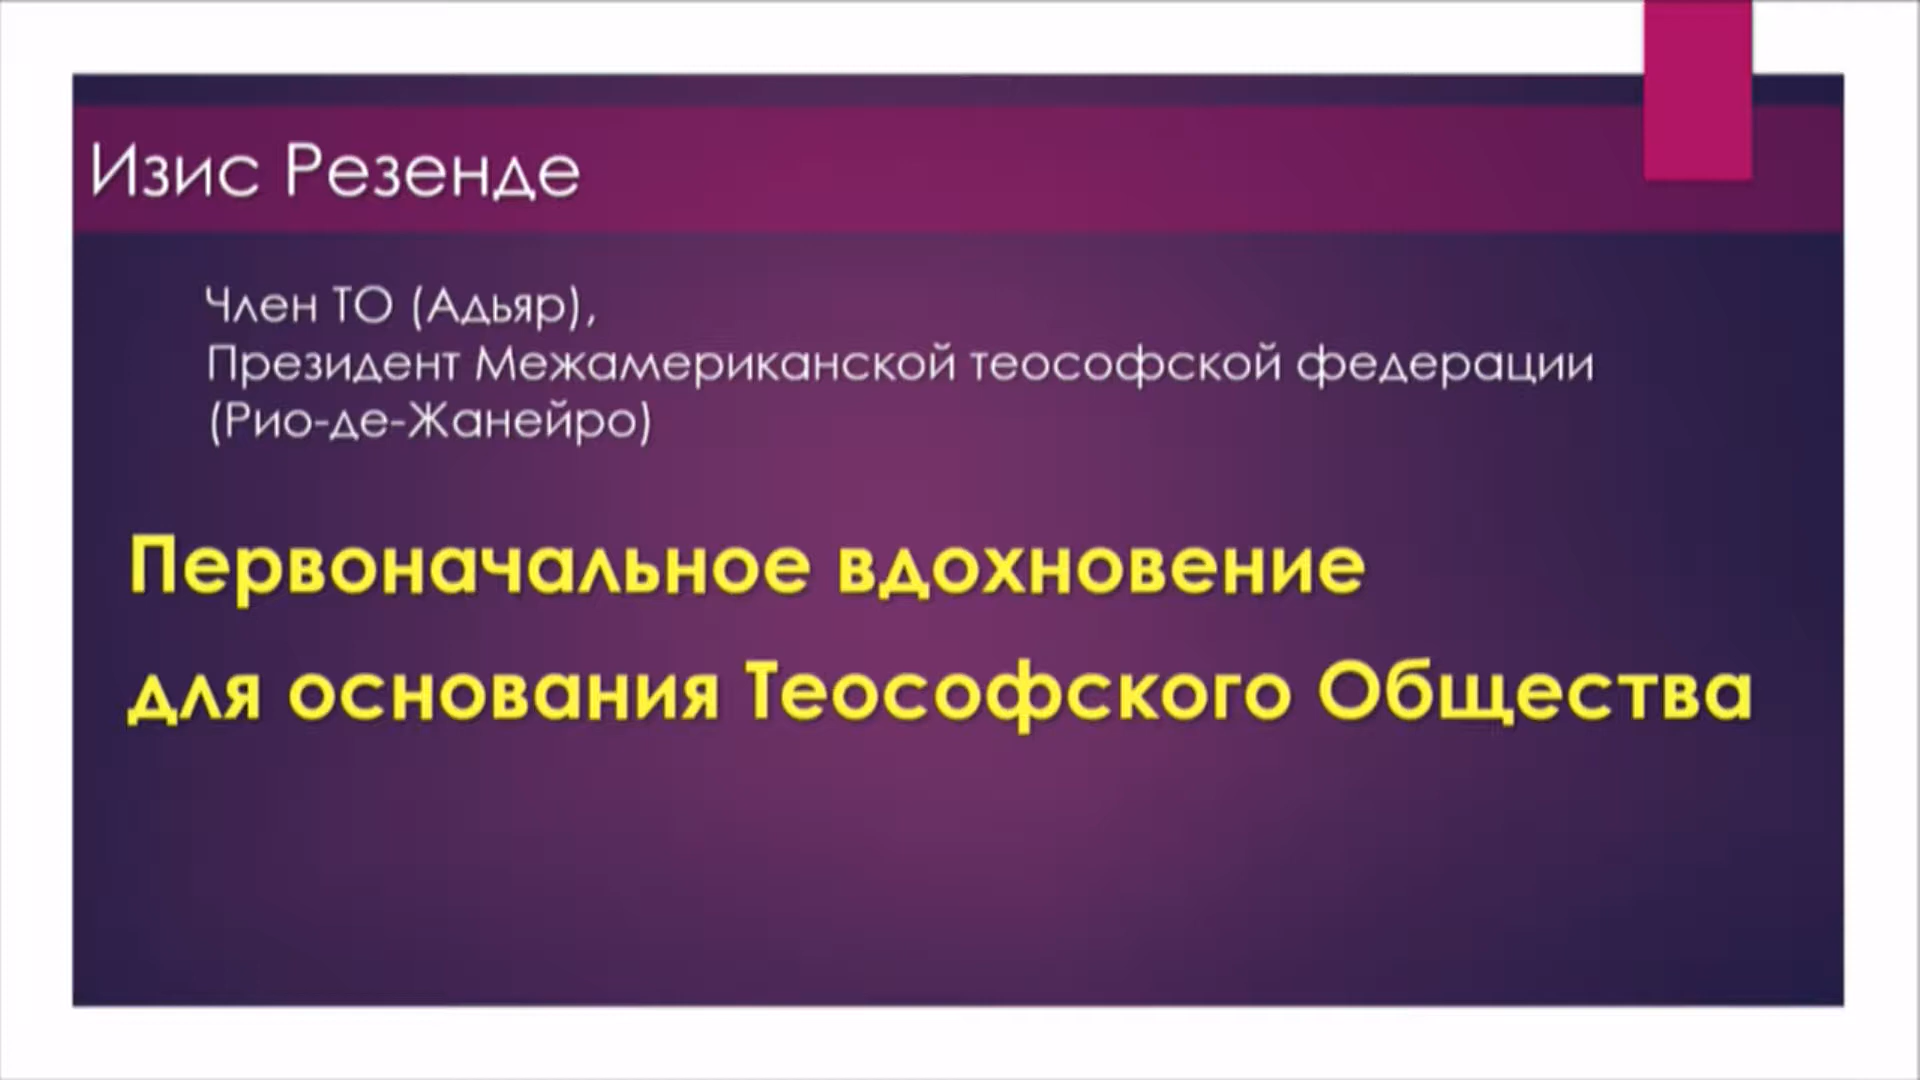 Изис Резенде
Член ТО (Адьяр),
Президент Межамериканской теософской федерации
(Рио-де-Жанейро)
Первоначальное вдохновение
для основания Теософского Общества